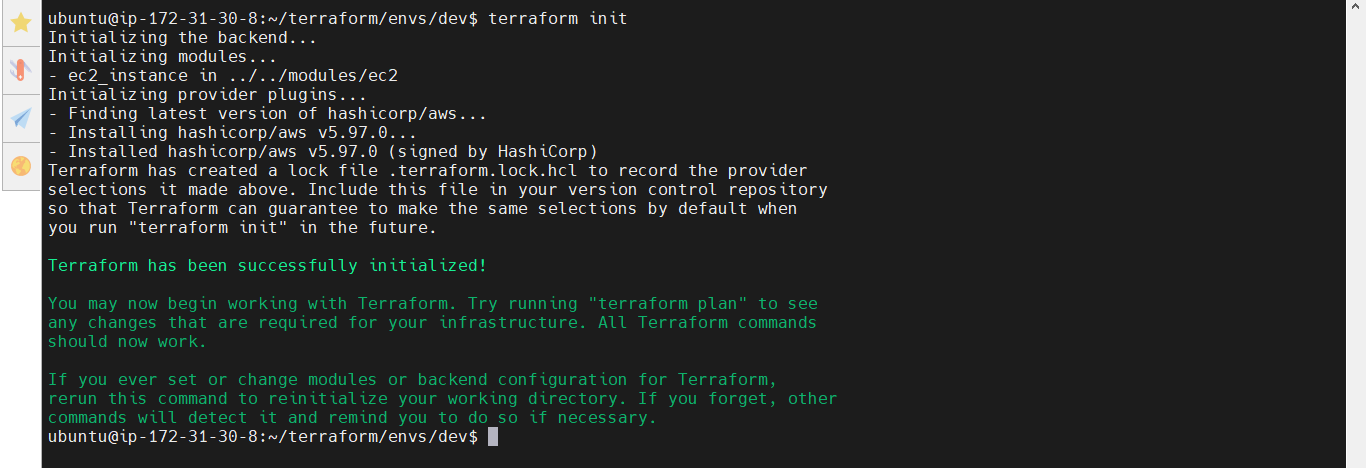 ubuntu@ip-172-31-30-8:~/terraform/envs/dev$ terraform init
Initializing the backend...
Initializing modules...
- ec2_instance in ../../modules/ec2
Initializing provider plugins...
- Finding latest version of hashicorp/aws...
- Installing hashicorp/aws v5.97.0...
- Installed hashicorp/aws v5.97.0 (signed by HashiCorp)
Terraform has created a lock file .terraform.lock.hcl to record the provider
selections it made above. Include this file in your version control repository
so that Terraform can guarantee to make the same selections by default when
you run "terraform init" in the future.
Terraform has been successfully initialized!
You may now begin working with Terraform. Try running "terraform plan" to see
any changes that are required for your infrastructure. All Terraform commands
should now work.
If you ever set or change modules or backend configuration for Terraform,
rerun this command to reinitialize your working directory. If you forget, other
commands will detect it and remind you to do so if necessary.
ubuntu@ip-172-31-30-8:~/terraform/envs/dev$